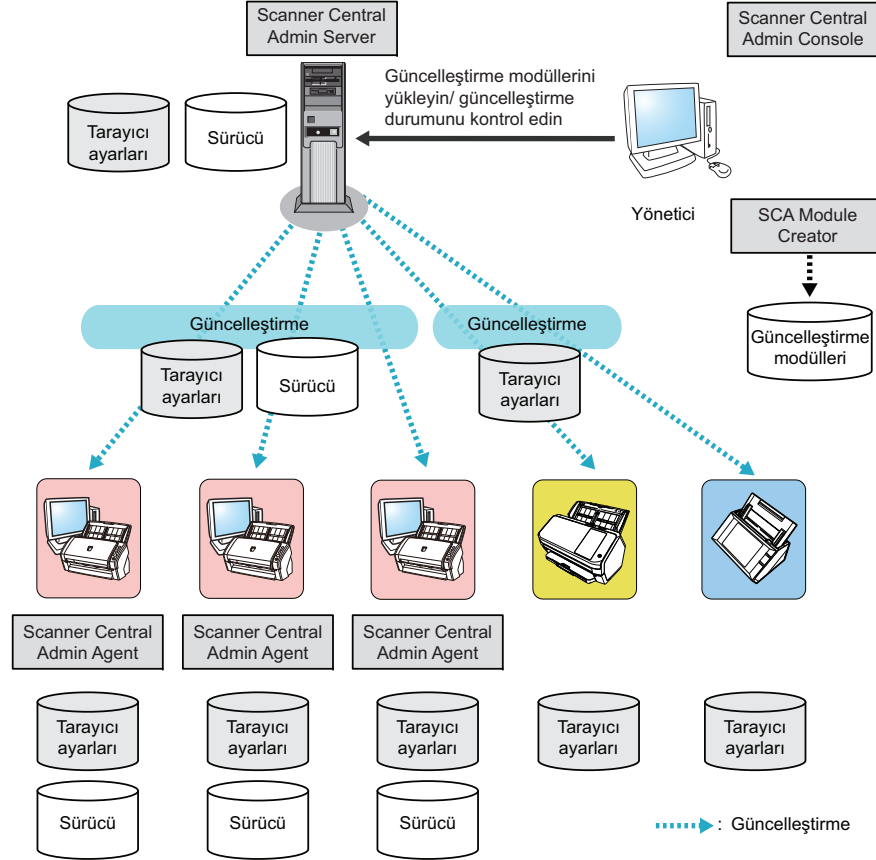 Scanner Central
Admin Server
Scanner Central
Admin Console
Güncelleştirme modüllerini
yükleyin/ güncelleştirme
durumunu kontrol edin
Tarayıcı
ayarları
Sürücü
Yönetici
SCA Module
Creator
Güncelleştirme
modülleri
Güncelleştirme
Güncelleştirme
Tarayıcı
ayarları
Sürücü
Tarayıcı
ayarları
Scanner Central
Admin Agent
Scanner Central
Admin Agent
Scanner Central
Admin Agent
Tarayıcı
ayarları
Tarayıcı
ayarları
Tarayıcı
ayarları
Tarayıcı
ayarları
Tarayıcı
ayarları
Sürücü
Sürücü
Sürücü
: Güncelleştirme